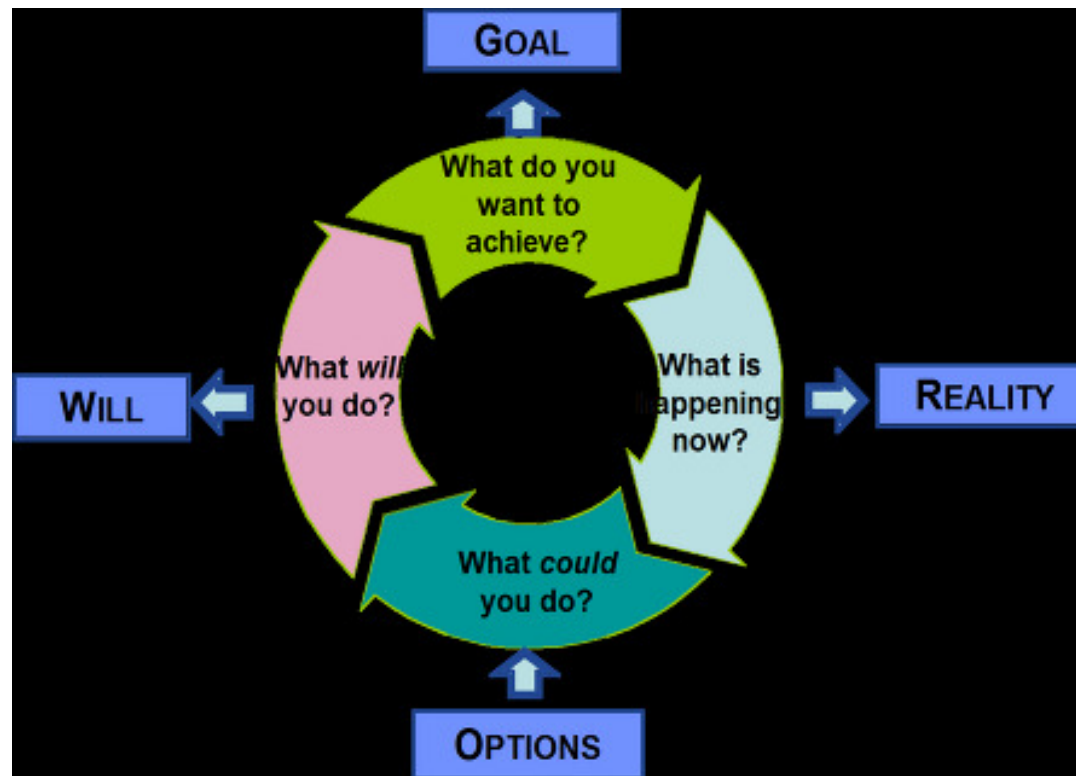 GOAL
What do you
want to
achieve?
What is
happening
now?
REALITY
What could
you do?
OPTIONS
What will
you do?
WILL